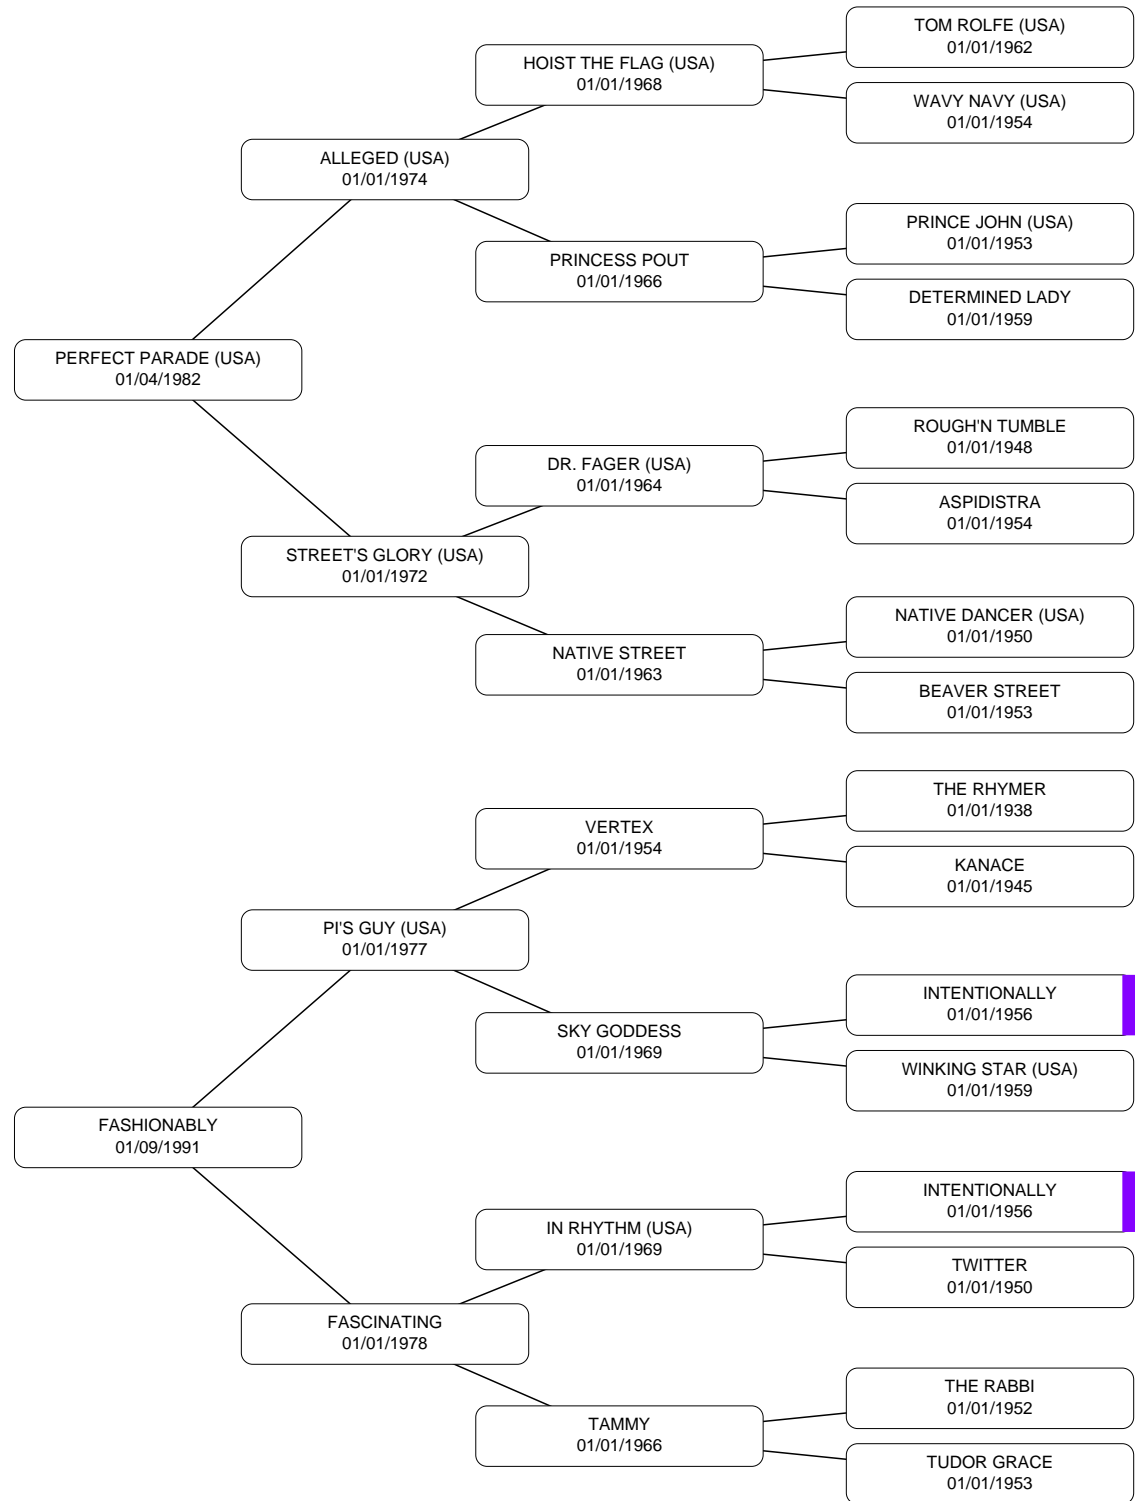 TOM ROLFE (USA)
01/01/1962
HOIST THE FLAG (USA)
01/01/1968
WAVY NAVY (USA)
01/01/1954
ALLEGED (USA)
01/01/1974
PRINCE JOHN (USA)
01/01/1953
PRINCESS POUT
01/01/1966
DETERMINED LADY
01/01/1959
PERFECT PARADE (USA)
01/04/1982
ROUGH'N TUMBLE
01/01/1948
DR. FAGER (USA)
01/01/1964
ASPIDISTRA
01/01/1954
STREET'S GLORY (USA)
01/01/1972
NATIVE DANCER (USA)
01/01/1950
NATIVE STREET
01/01/1963
BEAVER STREET
01/01/1953
THE RHYMER
01/01/1938
VERTEX
01/01/1954
KANACE
01/01/1945
PI'S GUY (USA)
01/01/1977
INTENTIONALLY
01/01/1956
SKY GODDESS
01/01/1969
WINKING STAR (USA)
01/01/1959
FASHIONABLY
01/09/1991
INTENTIONALLY
01/01/1956
IN RHYTHM (USA)
01/01/1969
TWITTER
01/01/1950
FASCINATING
01/01/1978
THE RABBI
01/01/1952
TAMMY
01/01/1966
TUDOR GRACE
01/01/1953